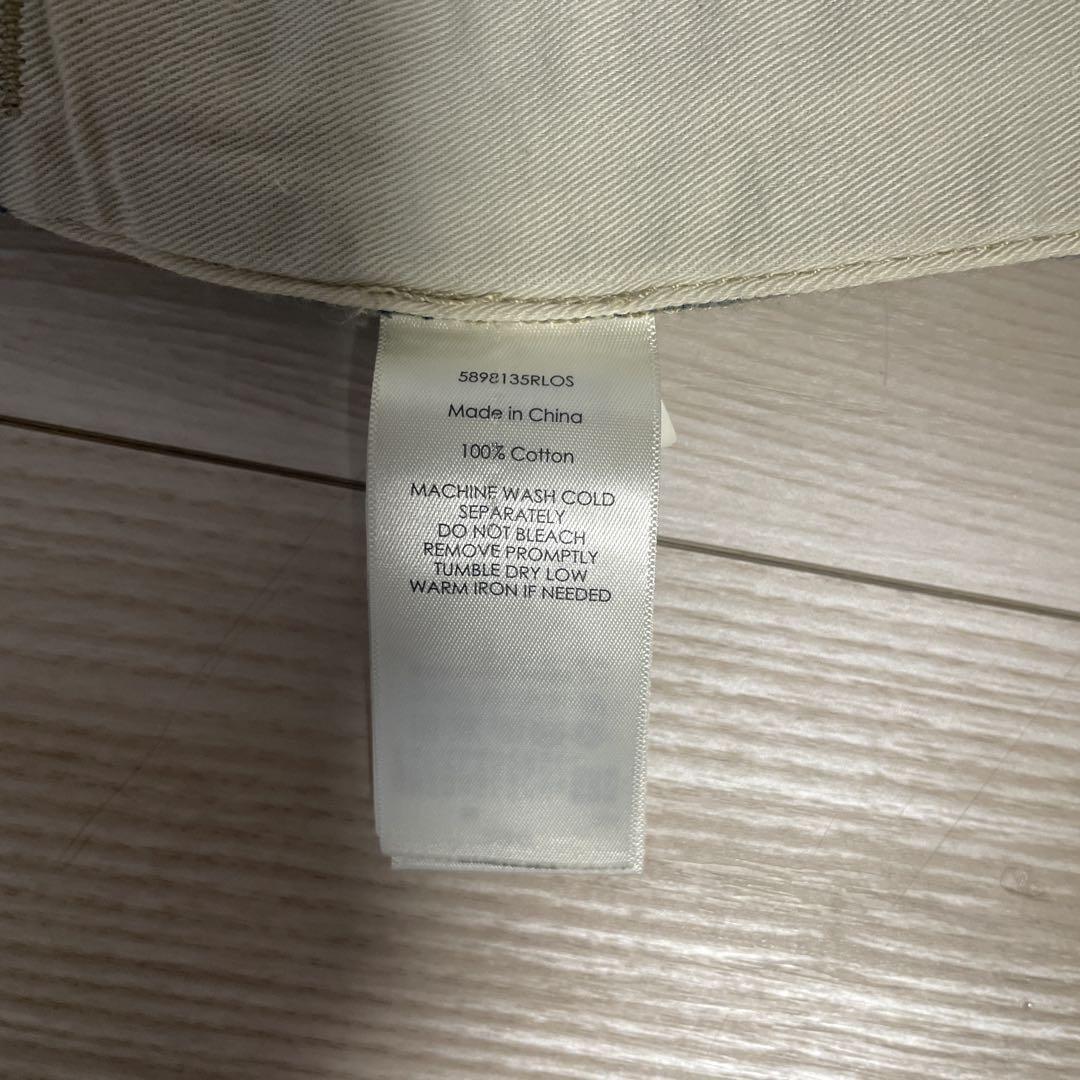 5898135RLOS
Made in China
100% Cotton
MACHINE WASH COLD
SEPARATELY
DO NOT BLEACH
REMOVE PROMPTLY
TUMBLE DRY LOW
WARM IRON IF NEEDED